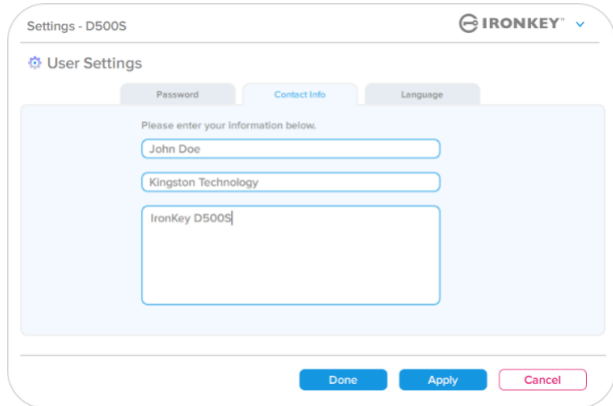 Settings - D500S
IRONKEY™
User Settings
Password
Contact Info
Language
Please enter your information below.
John Doe
Kingston Technology
IronKey D500S
Done
Apply
Cancel